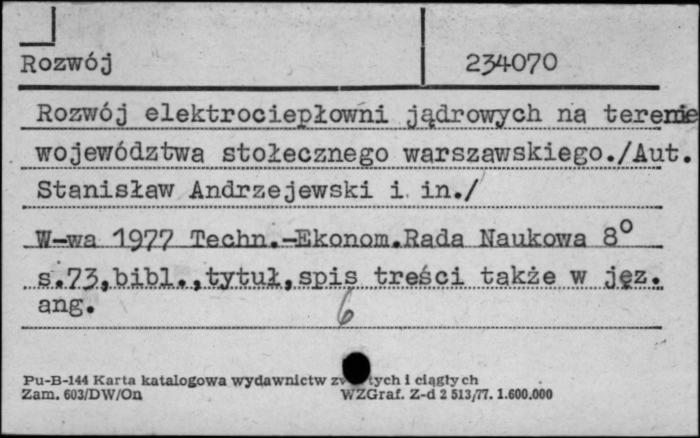 Rozwój 234070
Rozwój elektrociepłowni jądrowych na terenie
województwa stołecznego warszawskiego./Aut.
Stanisław Andrzejewski i in./
W-wa 1977 Techn.-Ekonom.Rada Naukowa 8°
s.73,bibl.,tytuł,spis treści także w jęz.
ang.
6
Pu-B-144 Karta katalogowa wydawnictw i ciągłych
Zam. 603/DW/On WZGraf. Z-d 2 513/77. 1.600.000